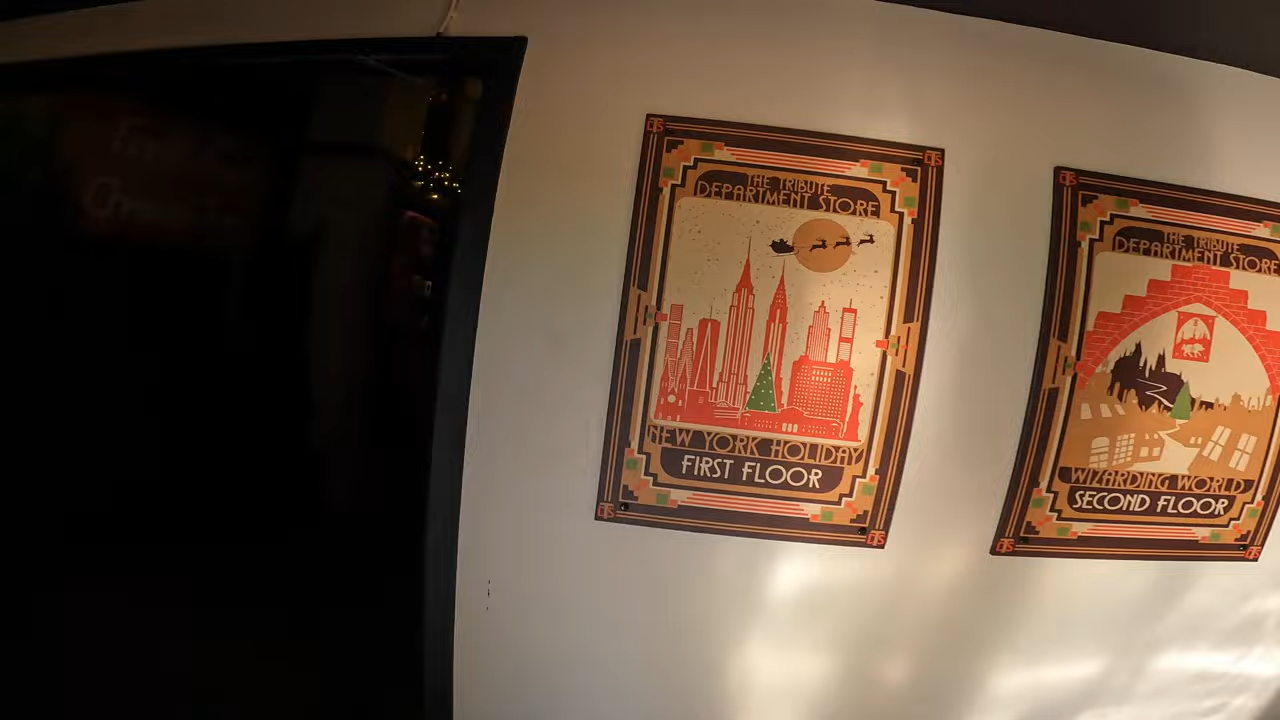 THE TRIBUTE
DEPARTMENT STORE
NEW YORK HOLIDAY
FIRST FLOOR
THE TRIBUTE
DEPARTMENT STORE
WIZARDING WORLD
SECOND FLOOR